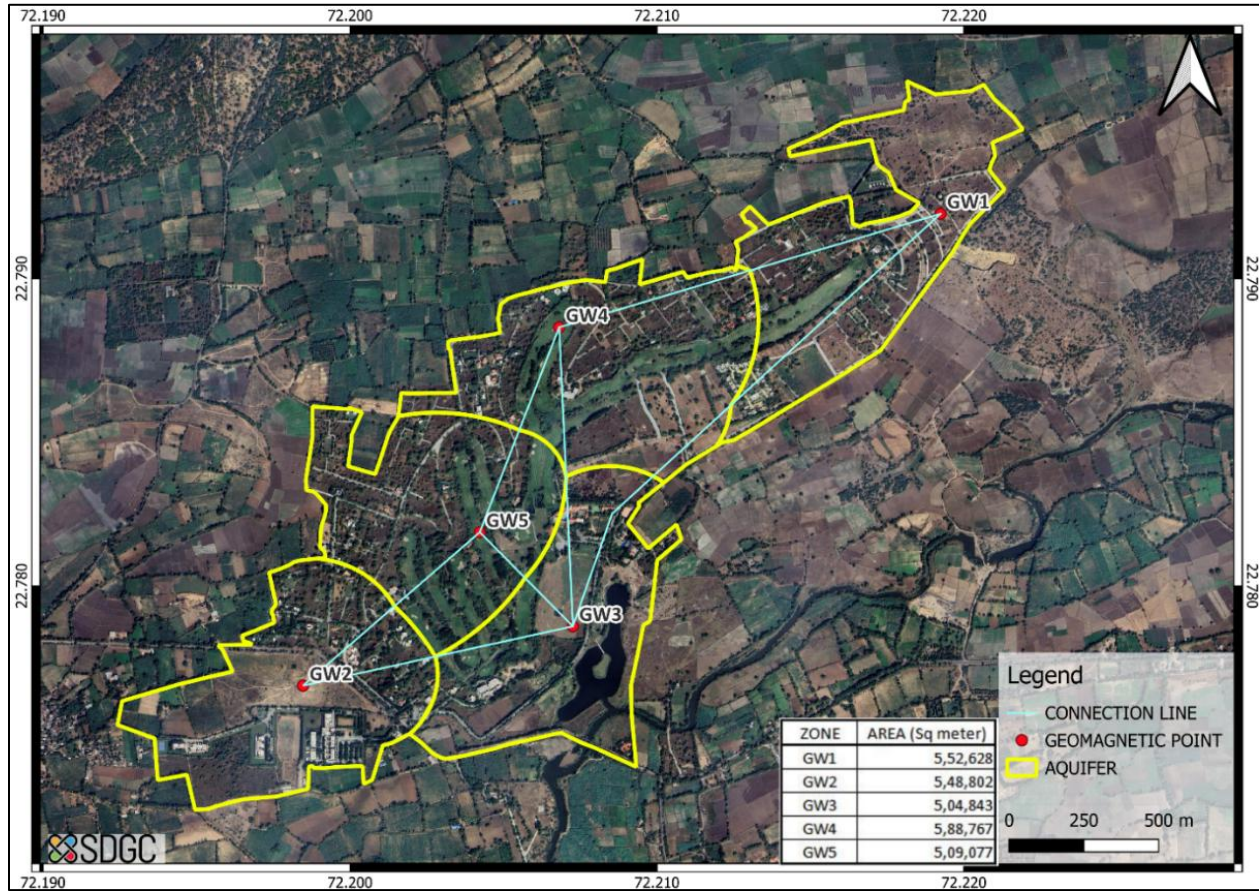 72.190 72.200 72.210 72.220
22.790 22.790
22.780 22.780
GW1
GW4
GW5
GW3
GW2
Legend
CONNECTION LINE
GEOMAGNETIC POINT
AQUIFER
0 250 500 m
ZONE AREA (Sq meter)
GW1 5,52,628
GW2 5,48,802
GW3 5,04,843
GW4 5,88,767
GW5 5,09,077
SDGC
72.190 72.200 72.210 72.220